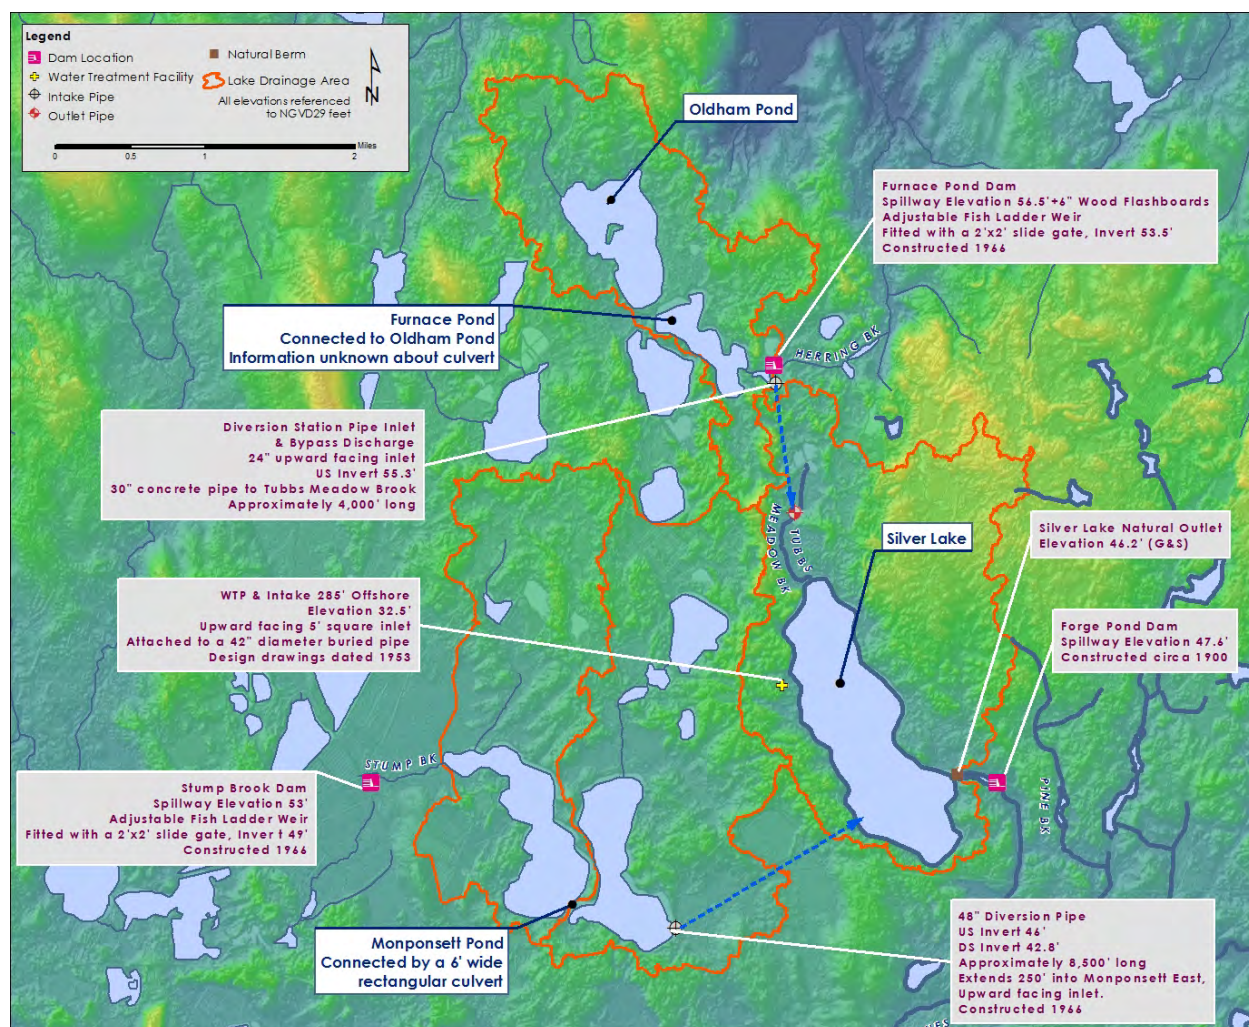 Legend
Dam Location
Water Treatment Facility
Intake Pipe
Outlet Pipe
Natural Berm
Lake Drainage Area
All elevations referenced
to NGVD29 feet
N
0 0.5 1 2 Miles
Oldham Pond
Furnace Pond Dam
Spillway Elevation 56.5'+6" Wood Flashboards
Adjustable Fish Ladder Weir
Fitted with a 2'x2' slide gate, Invert 53.5'
Constructed 1966
Furnace Pond
Connected to Oldham Pond
Information unknown about culvert
HERRING BK
Diversion Station Pipe Inlet
& Bypass Discharge
24" upward facing inlet
US Invert 55.3'
30" concrete pipe to Tubbs Meadow Brook
Approximately 4,000' long
TUBBS
MEADOW BK
Silver Lake
Silver Lake Natural Outlet
Elevation 46.2' (G&S)
WTP & Intake 285' Offshore
Elevation 32.5'
Upward facing 5' square inlet
Attached to a 42" diameter buried pipe
Design drawings dated 1953
Forge Pond Dam
Spillway Elevation 47.6'
Constructed circa 1900
STUMP BK
PINE BK
Stump Brook Dam
Spillway Elevation 53'
Adjustable Fish Ladder Weir
Fitted with a 2'x2' slide gate, Invert 49'
Constructed 1966
Monponsett Pond
Connected by a 6' wide
rectangular culvert
48" Diversion Pipe
US Invert 46'
DS Invert 42.8'
Approximately 8,500' long
Extends 250' into Monponsett East,
Upward facing inlet.
Constructed 1966